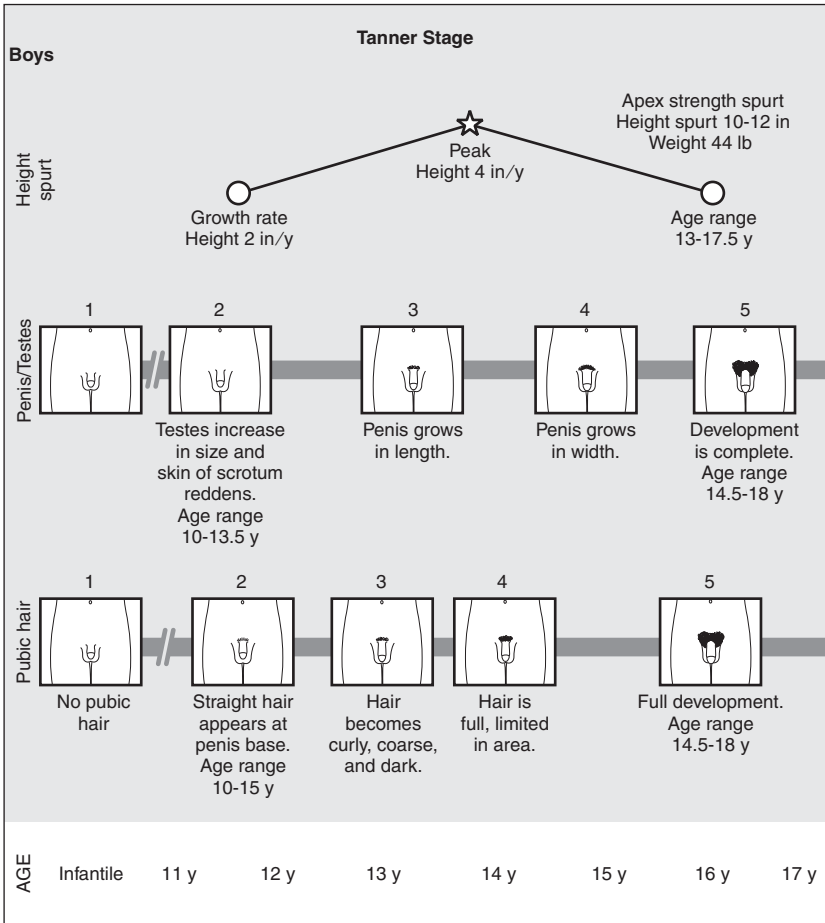 Boys
Tanner Stage
Height
spurt
Apex strength spurt
Height spurt 10-12 in
Weight 44 lb
Peak
Height 4 in/y
Growth rate
Height 2 in/y
Age range
13-17.5 y
Penis/Testes
1
2
3
4
5
Testes increase
in size and
skin of scrotum
reddens.
Age range
10-13.5 y
Penis grows
in length.
Penis grows
in width.
Development
is complete.
Age range
14.5-18 y
Pubic hair
1
2
3
4
5
No pubic
hair
Straight hair
appears at
penis base.
Age range
10-15 y
Hair
becomes
curly, coarse,
and dark.
Hair is
full, limited
in area.
Full development.
Age range
14.5-18 y
AGE
Infantile
11 y
12 y
13 y
14 y
15 y
16 y
17 y